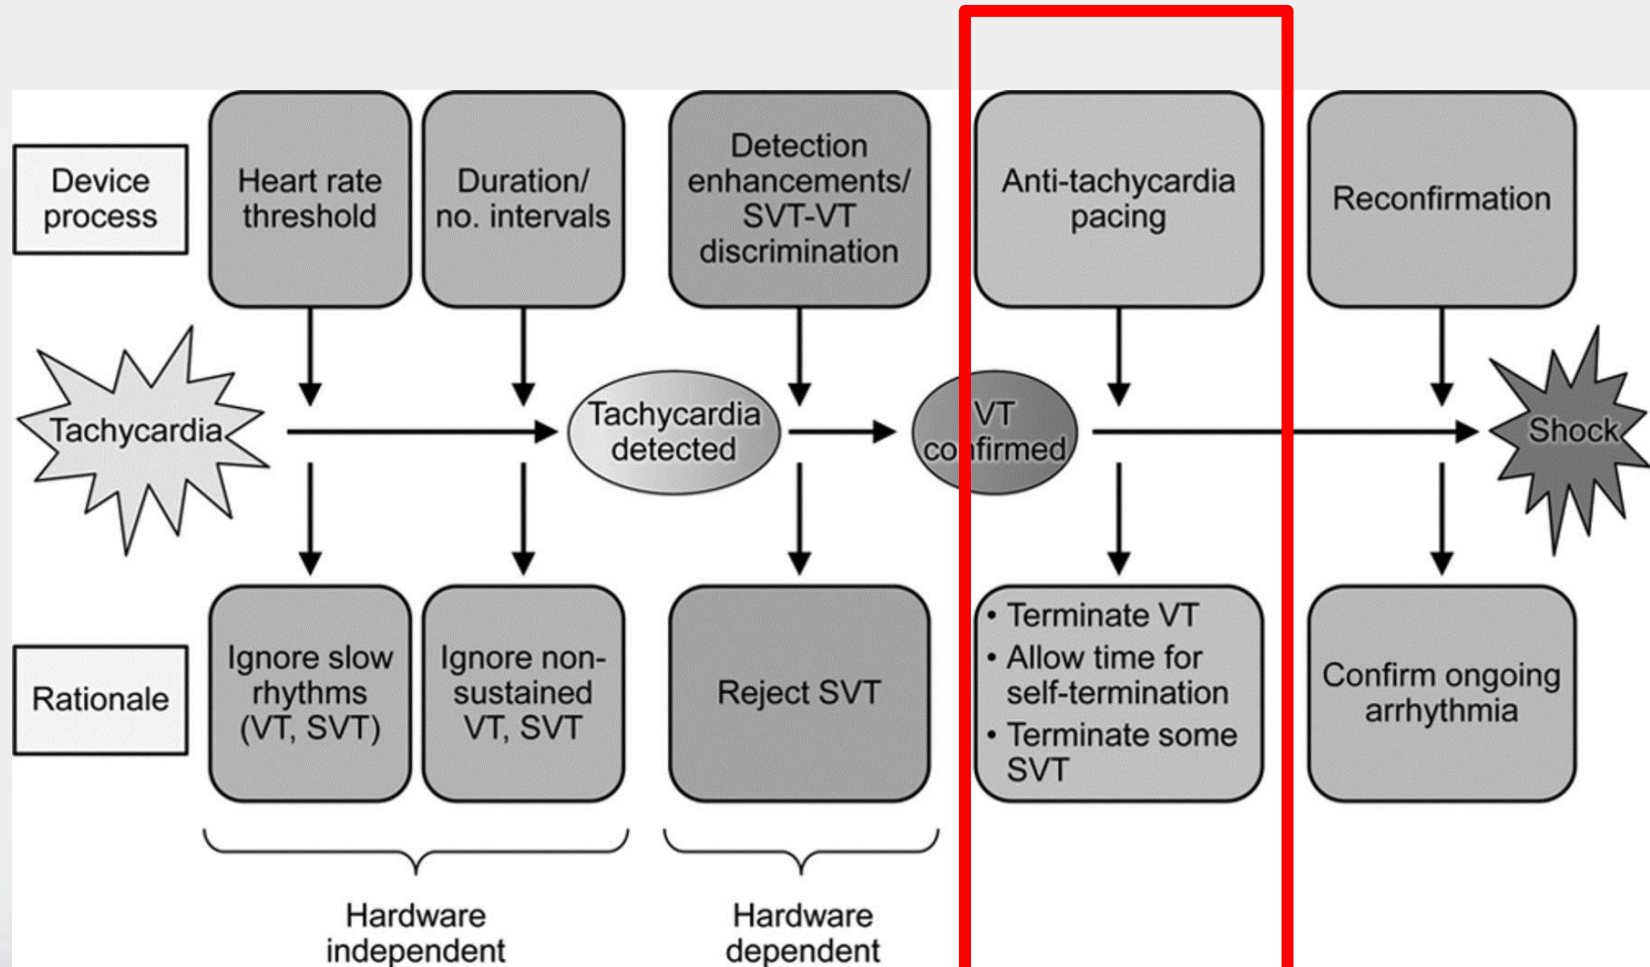 Device
process
Heart rate
threshold
Duration/
no. intervals
Detection
enhancements/
SVT-VT
discrimination
Anti-tachycardia
pacing
Reconfirmation
Tachycardia
Tachycardia
detected
VT
confirmed
Shock
Rationale
Ignore slow
rhythms
(VT, SVT)
Ignore non-
sustained
VT, SVT
Reject SVT
• Terminate VT
• Allow time for
self-termination
• Terminate some
SVT
Confirm ongoing
arrhythmia
Hardware
independent
Hardware
dependent